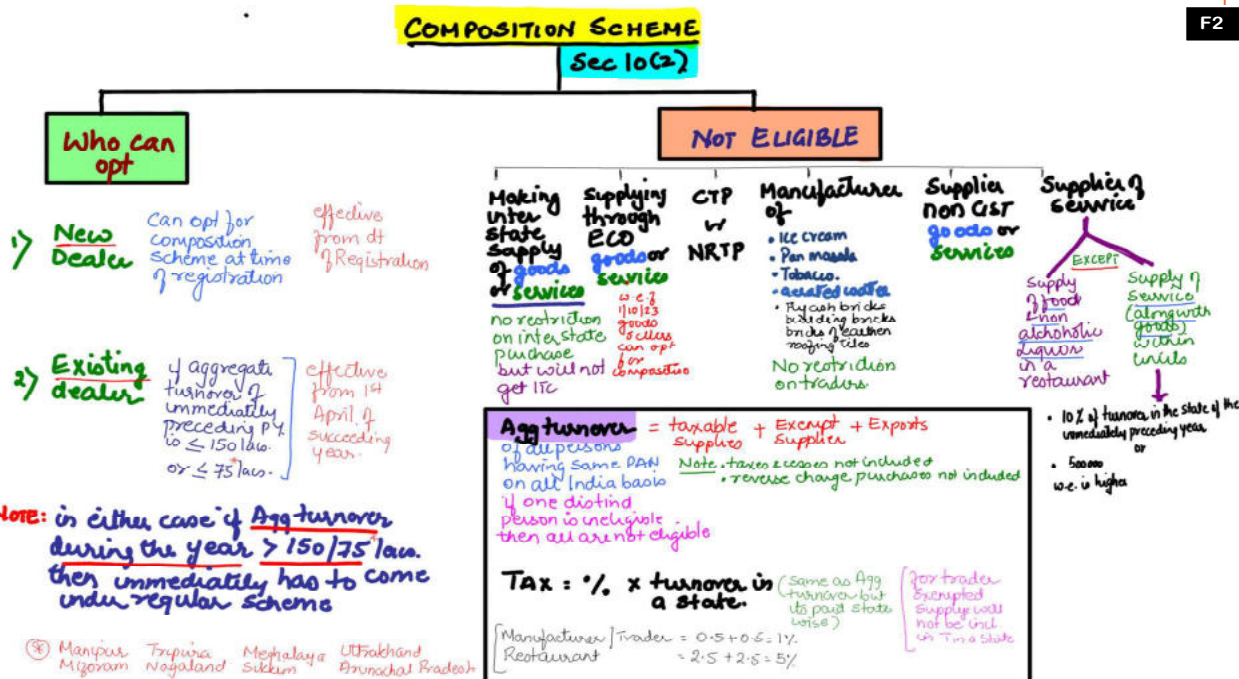 COMPOSITION SCHEME
F2
Sec 10(2)
Who can
opt
NOT ELIGIBLE
1) New
Dealer
Can opt for
composition
scheme at time
of registration
effective
from dt
of Registration
2) Existing
dealer
if aggregate
turnover of
immediately
preceding P.Y
is ≤ 150 lacs.
or ≤ 75* lacs.
effective
from 1st
April of
succeeding
year.
NOTE: in either case if Agg turnover
during the year > 150/75* lacs.
then immediately has to come
under regular scheme
* Manipur Tripura Meghalaya Uttrakhand
Mizoram Nagaland Sikkim Arunachal Pradesh
Making
inter
state
supply
of goods
or services
no restriction
on inter state
purchase
but will not
get ITC
Supplying
through
ECO
goods or
services
w.e.f
1/10/23
goods
sellers
can opt
for
composition
CTP
or
NRTP
Manufacturer
of
• Ice cream
• Pan masala
• Tobacco.
• aerated water
• Fly ash bricks
building bricks
bricks of earthen
roofing tiles
No restriction
on traders.
Supplier
non GST
goods or
services
Supplier of
service
EXCEPT
Supply
of food
& non
alchoholic
liquor
in a
restaurant
Supply of
service
(along with
goods)
within
limits
• 10% of turnover in the state of the
immediately preceding year
or
• 500000
w.e. is higher
Agg turnover = taxable + Exempt + Exports
supplies Supplies
of all persons
having same PAN
on all India basis
Note • taxes & cesses not included
• reverse charge purchases not included
if one distind
person is ineligible
then all are not eligible
TAX = % x turnover in
a state.
(same as Agg
turnover but
its paid state
wise)
for trader
Exempted
Supply will
not be incl.
in T in a state
Manufacturer / Trader = 0.5 + 0.5 = 1%
Restaurant = 2.5 + 2.5 = 5%